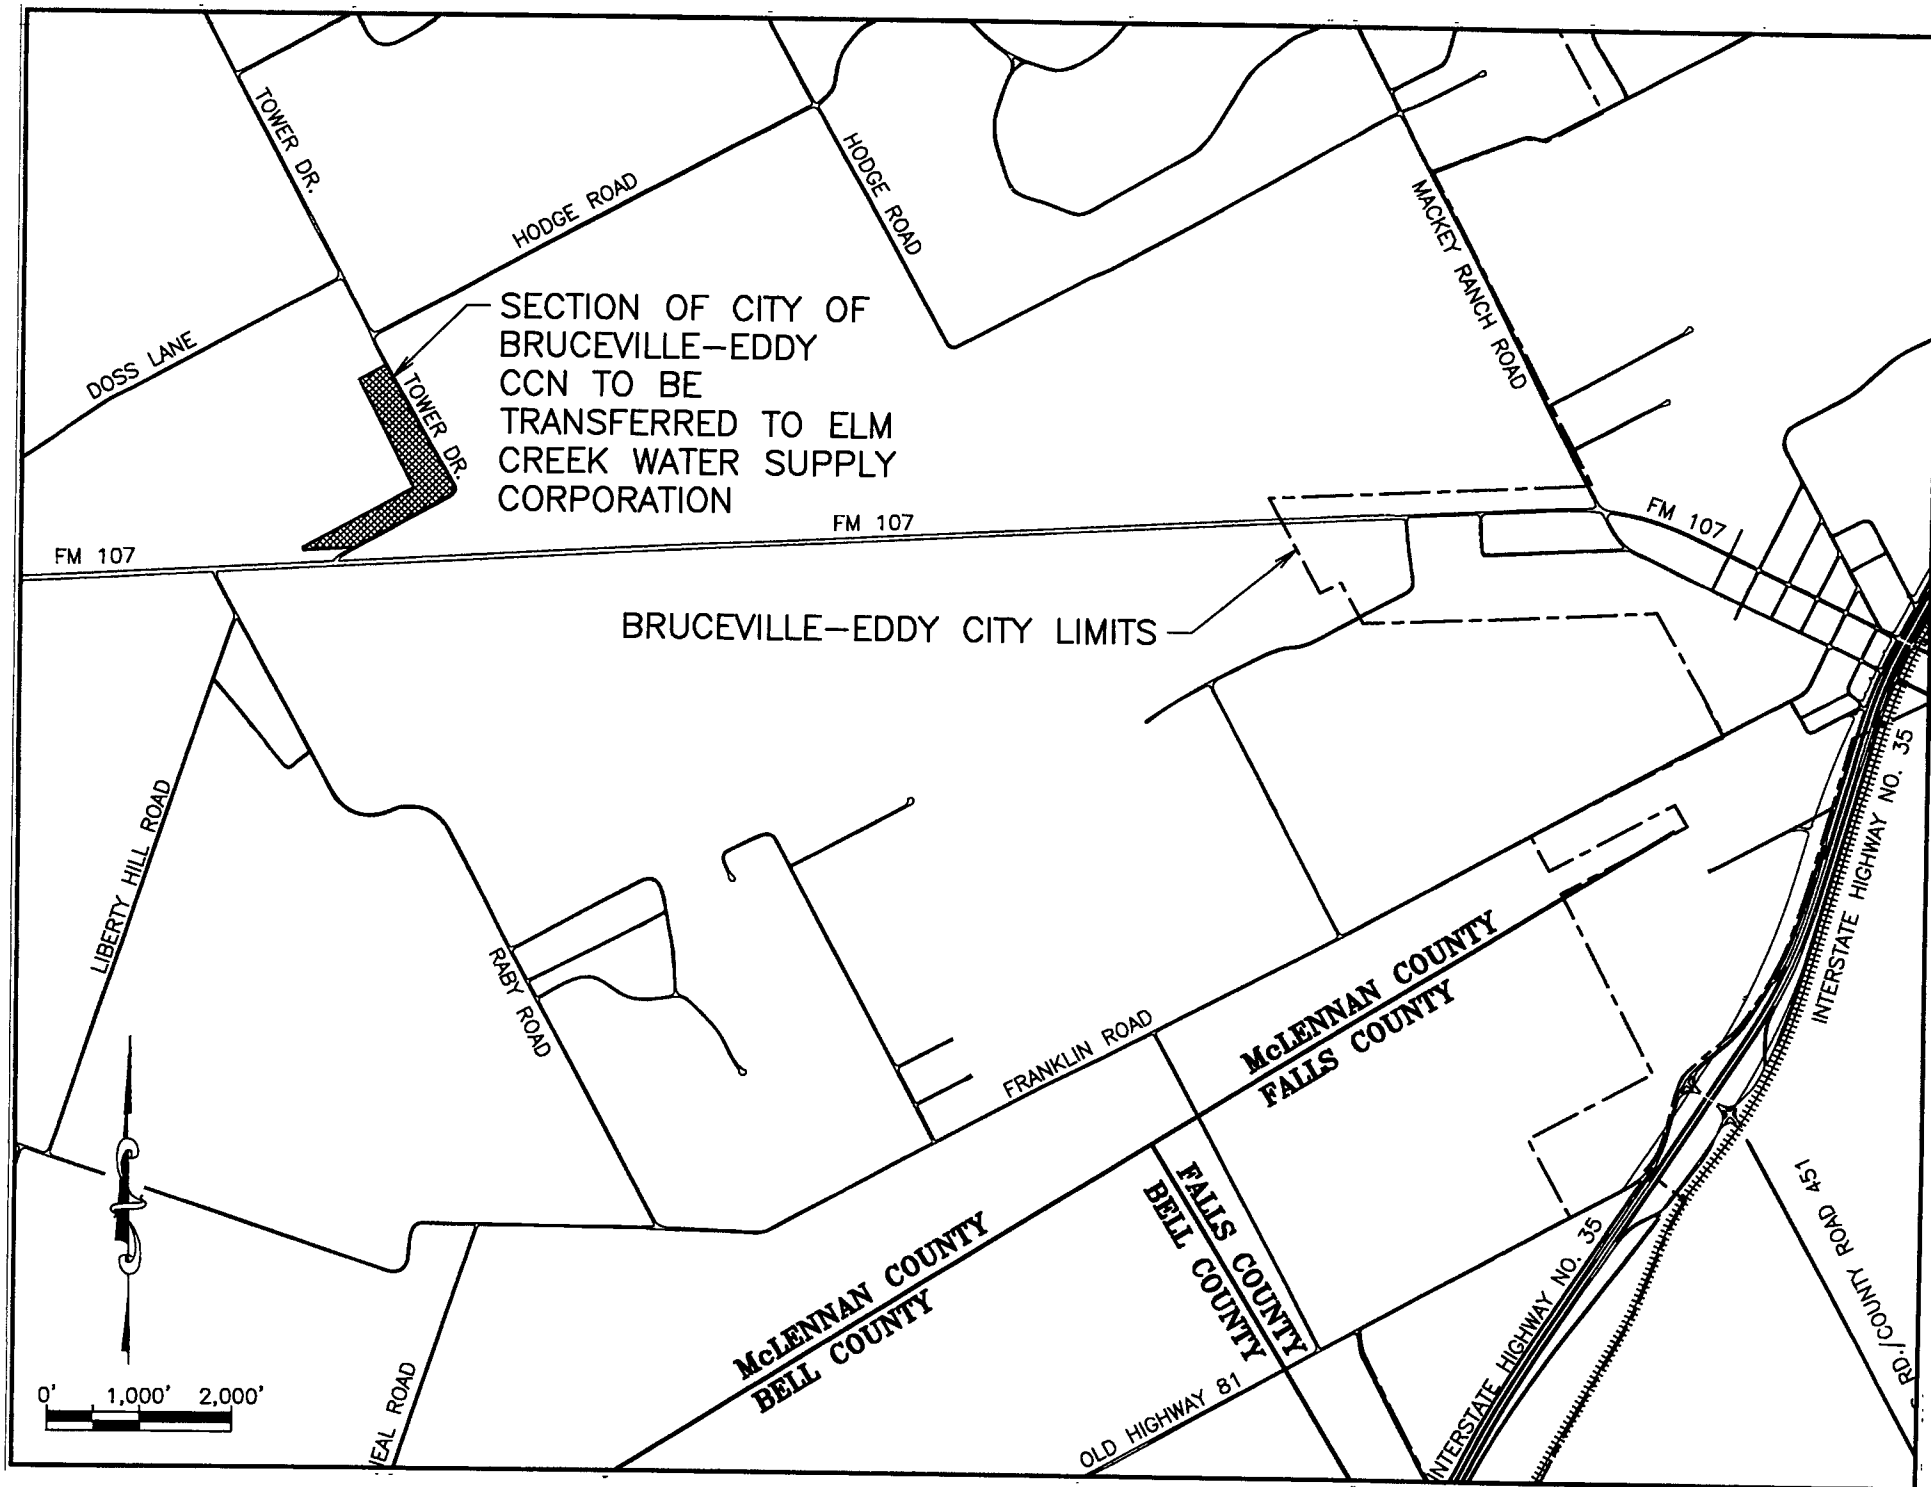 TOWER DR.
HODGE ROAD
HODGE ROAD
MACKEY RANCH ROAD
DOSS LANE
SECTION OF CITY OF
BRUCEVILLE-EDDY
CCN TO BE
TRANSFERRED TO ELM
CREEK WATER SUPPLY
CORPORATION
TOWER DR.
FM 107
FM 107
FM 107
BRUCEVILLE-EDDY CITY LIMITS
LIBERTY HILL ROAD
RABY ROAD
FRANKLIN ROAD
McLENNAN COUNTY
FALLS COUNTY
INTERSTATE HIGHWAY NO. 35
FALLS COUNTY
BELL COUNTY
McLENNAN COUNTY
BELL COUNTY
0' 1,000' 2,000'
NEAL ROAD
OLD HIGHWAY 81
INTERSTATE HIGHWAY NO. 35
RD./COUNTY ROAD 451